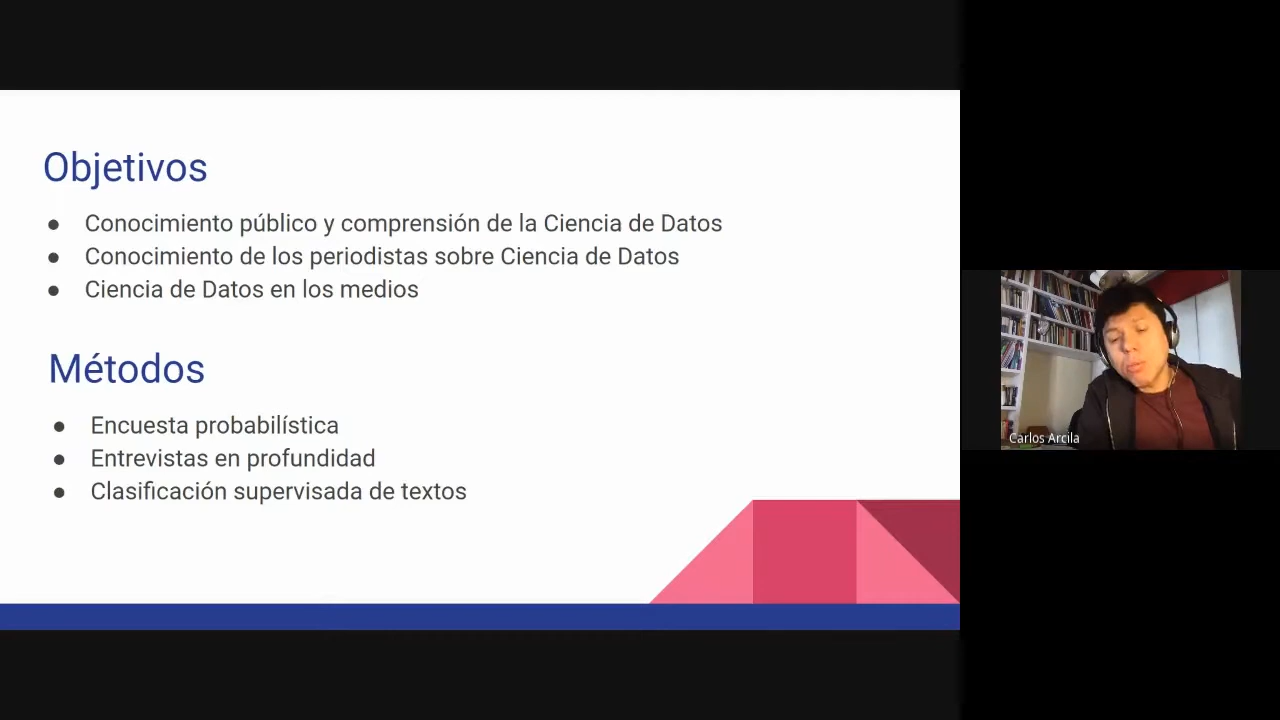 Objetivos
● Conocimiento público y comprensión de la Ciencia de Datos
● Conocimiento de los periodistas sobre Ciencia de Datos
● Ciencia de Datos en los medios
Métodos
● Encuesta probabilística
● Entrevistas en profundidad
● Clasificación supervisada de textos
Carlos Arcila